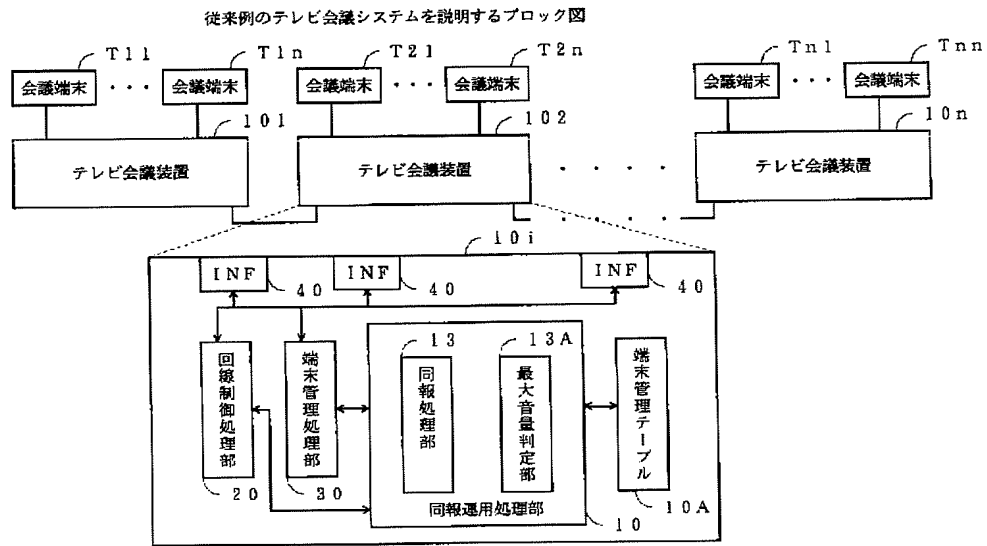 従来例のテレビ会議システムを説明するブロック図
T11 T1n T21 T2n Tn1 Tnn
会議端末 ・・・ 会議端末 会議端末 ・・・ 会議端末 会議端末 ・・・ 会議端末
101 102 10n
テレビ会議装置 テレビ会議装置 ・・・・ テレビ会議装置
10i
INF INF INF
40 40 40
13 13A
回線制御処理部
端末管理処理部
同報処理部
最大音量判定部
端末管理テーブル
20 30 同報運用処理部 10 10A